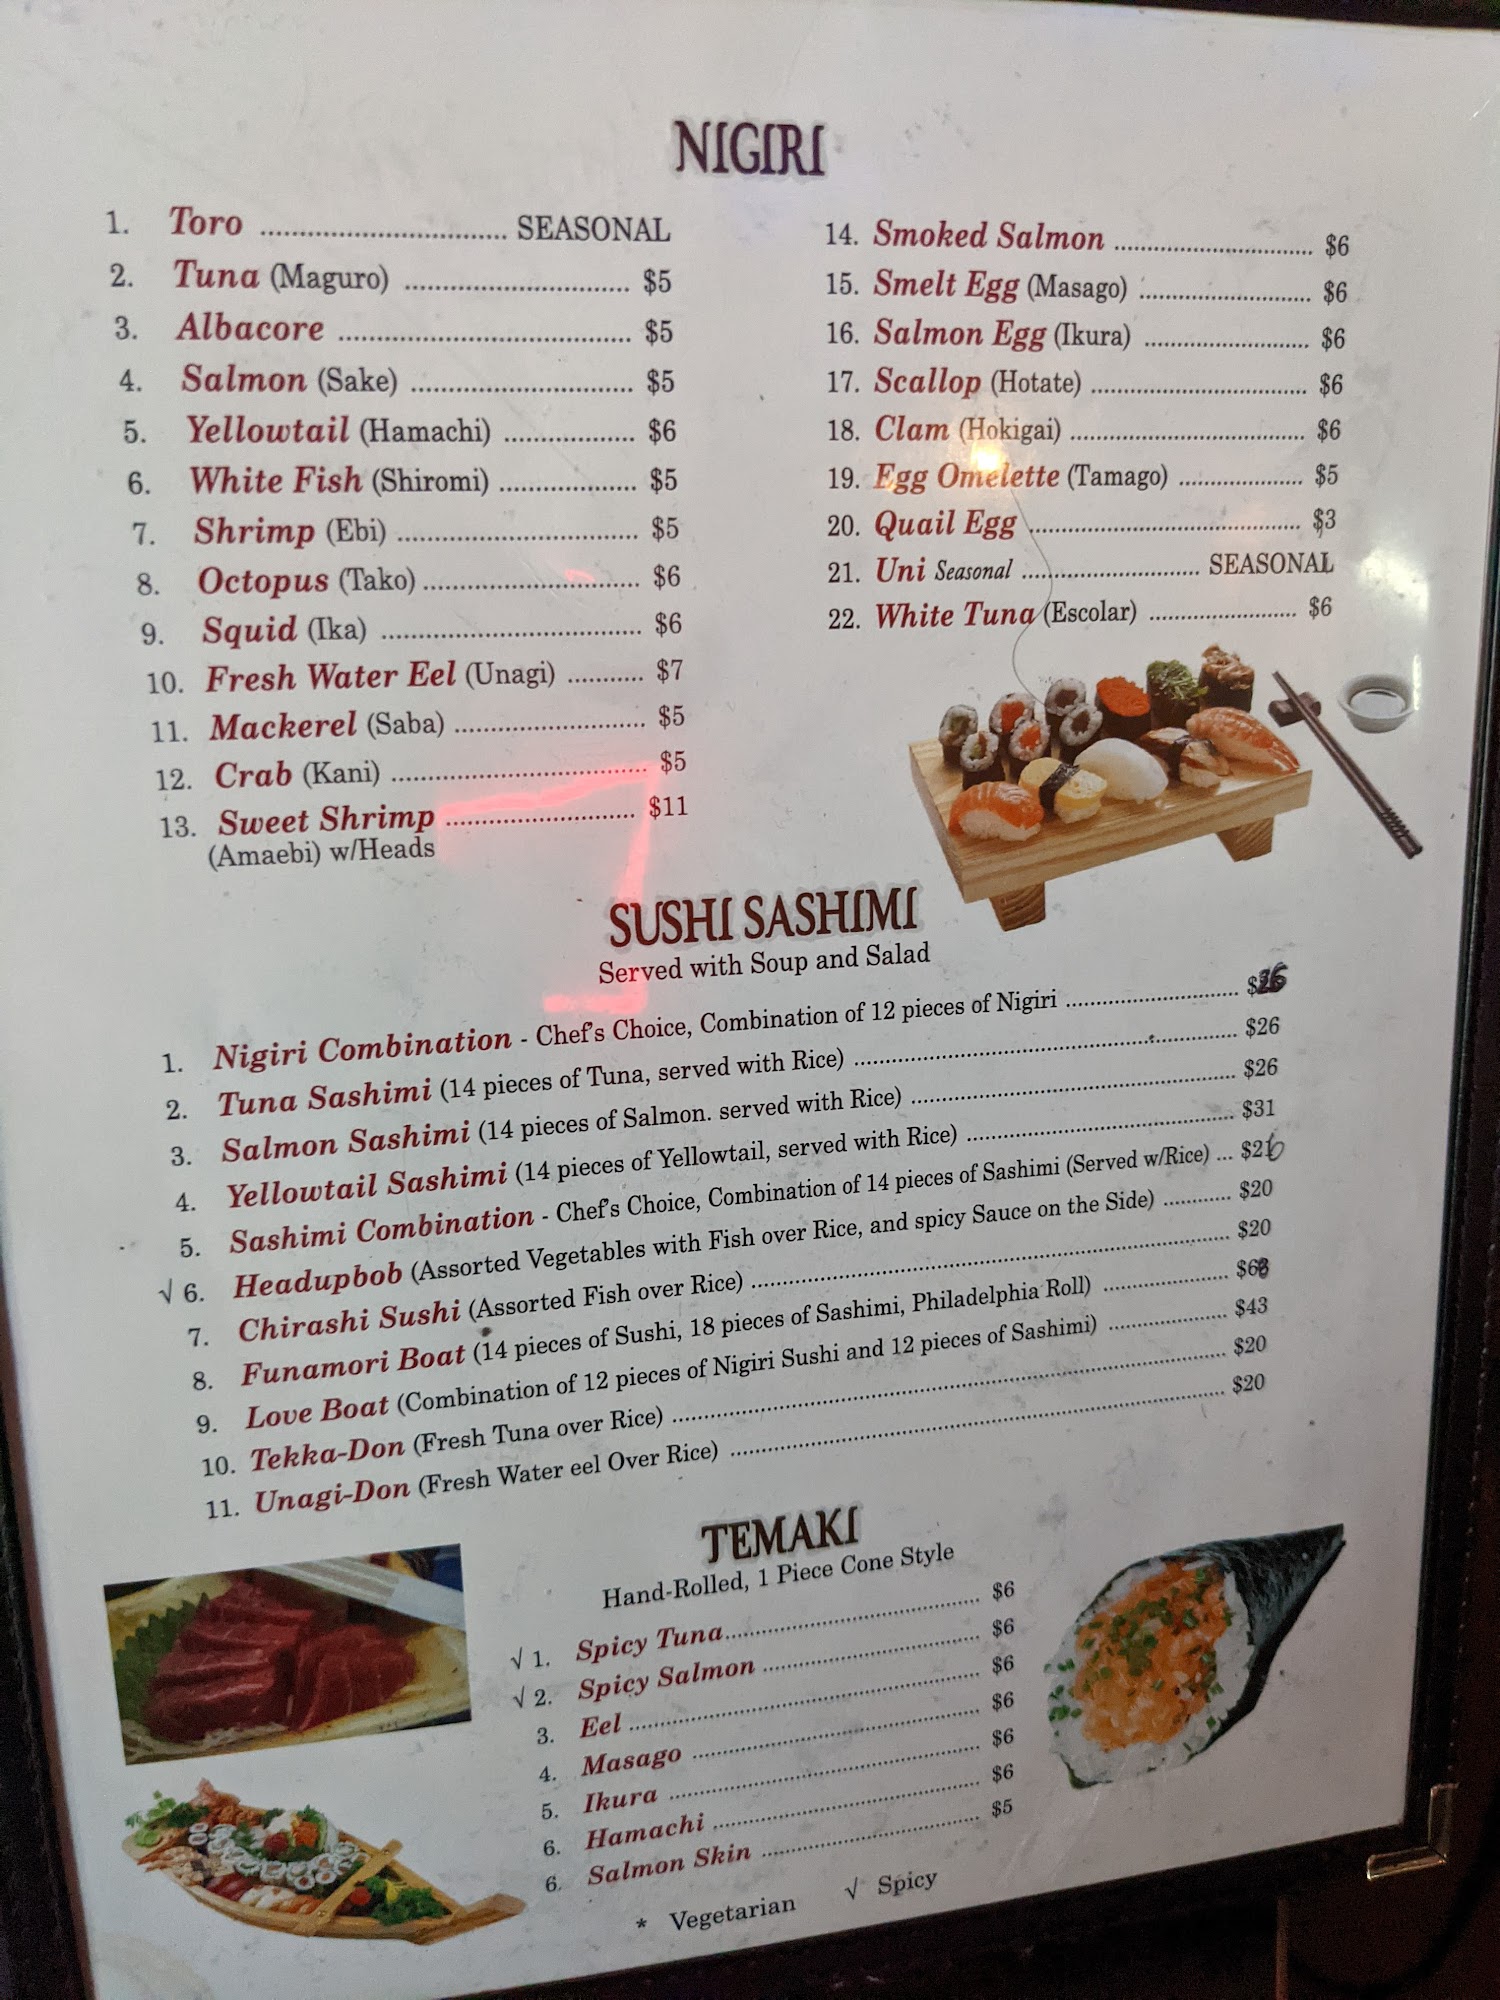 NIGIRI
1. Toro ................................ SEASONAL
2. Tuna (Maguro) ............................. $5
3. Albacore ...................................... $5
4. Salmon (Sake) ............................ $5
5. Yellowtail (Hamachi) ................. $6
6. White Fish (Shiromi) .................. $5
7. Shrimp (Ebi) ............................... $5
8. Octopus (Tako) ............................ $6
9. Squid (Ika) .................................. $6
10. Fresh Water Eel (Unagi) ........... $7
11. Mackerel (Saba) ......................... $5
12. Crab (Kani) ................................. $5
13. Sweet Shrimp ........................... $11
(Amaebi) w/Heads
14. Smoked Salmon .......................... $6
15. Smelt Egg (Masago) ...................... $6
16. Salmon Egg (Ikura) ..................... $6
17. Scallop (Hotate) ............................ $6
18. Clam (Hokigai) .............................. $6
19. Egg Omelette (Tamago) ................ $5
20. Quail Egg .................................... $3
21. Uni Seasonal ......................... SEASONAL
22. White Tuna (Escolar) ................... $6
SUSHI SASHIMI
Served with Soup and Salad
1. Nigiri Combination - Chef's Choice, Combination of 12 pieces of Nigiri ......................... $26
2. Tuna Sashimi (14 pieces of Tuna, served with Rice) ........................................ $26
3. Salmon Sashimi (14 pieces of Salmon. served with Rice) ................................ $26
4. Yellowtail Sashimi (14 pieces of Yellowtail, served with Rice) ........................... $31
5. Sashimi Combination - Chef's Choice, Combination of 14 pieces of Sashimi (Served w/Rice) ... $26
√ 6. Headupbob (Assorted Vegetables with Fish over Rice, and spicy Sauce on the Side) ........... $20
7. Chirashi Sushi (Assorted Fish over Rice) ........................................ $20
8. Funamori Boat (14 pieces of Sushi, 18 pieces of Sashimi, Philadelphia Roll) .................... $68
9. Love Boat (Combination of 12 pieces of Nigiri Sushi and 12 pieces of Sashimi) .................. $43
10. Tekka-Don (Fresh Tuna over Rice) ........................................ $20
11. Unagi-Don (Fresh Water eel Over Rice) ........................................ $20
TEMAKI
Hand-Rolled, 1 Piece Cone Style
√ 1. Spicy Tuna..................................... $6
√ 2. Spicy Salmon ................................ $6
3. Eel .................................................. $6
4. Masago ......................................... $6
5. Ikura ............................................ $6
6. Hamachi ...................................... $6
6. Salmon Skin ............................... $5
* Vegetarian √ Spicy